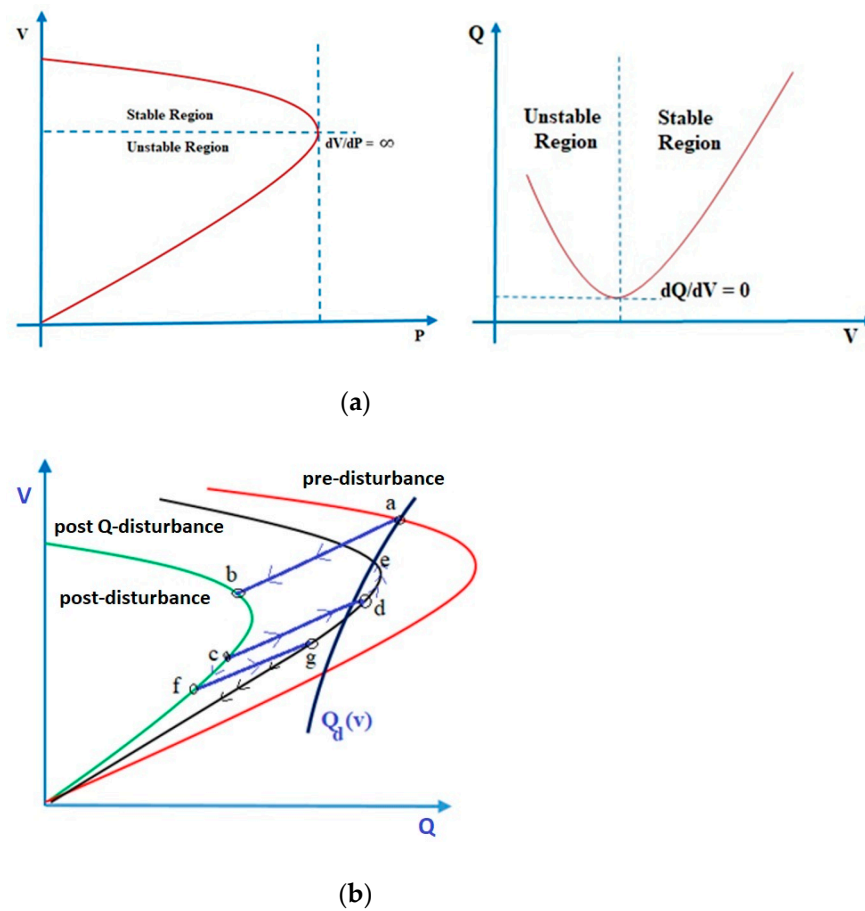 V
Stable Region
Unstable Region
dV/dP = ∞
P
Q
Unstable
Region
Stable
Region
dQ/dV = 0
V
(a)
V
pre-disturbance
a
post Q-disturbance
e
b
post-disturbance
d
c
g
f
Qd(v)
Q
(b)